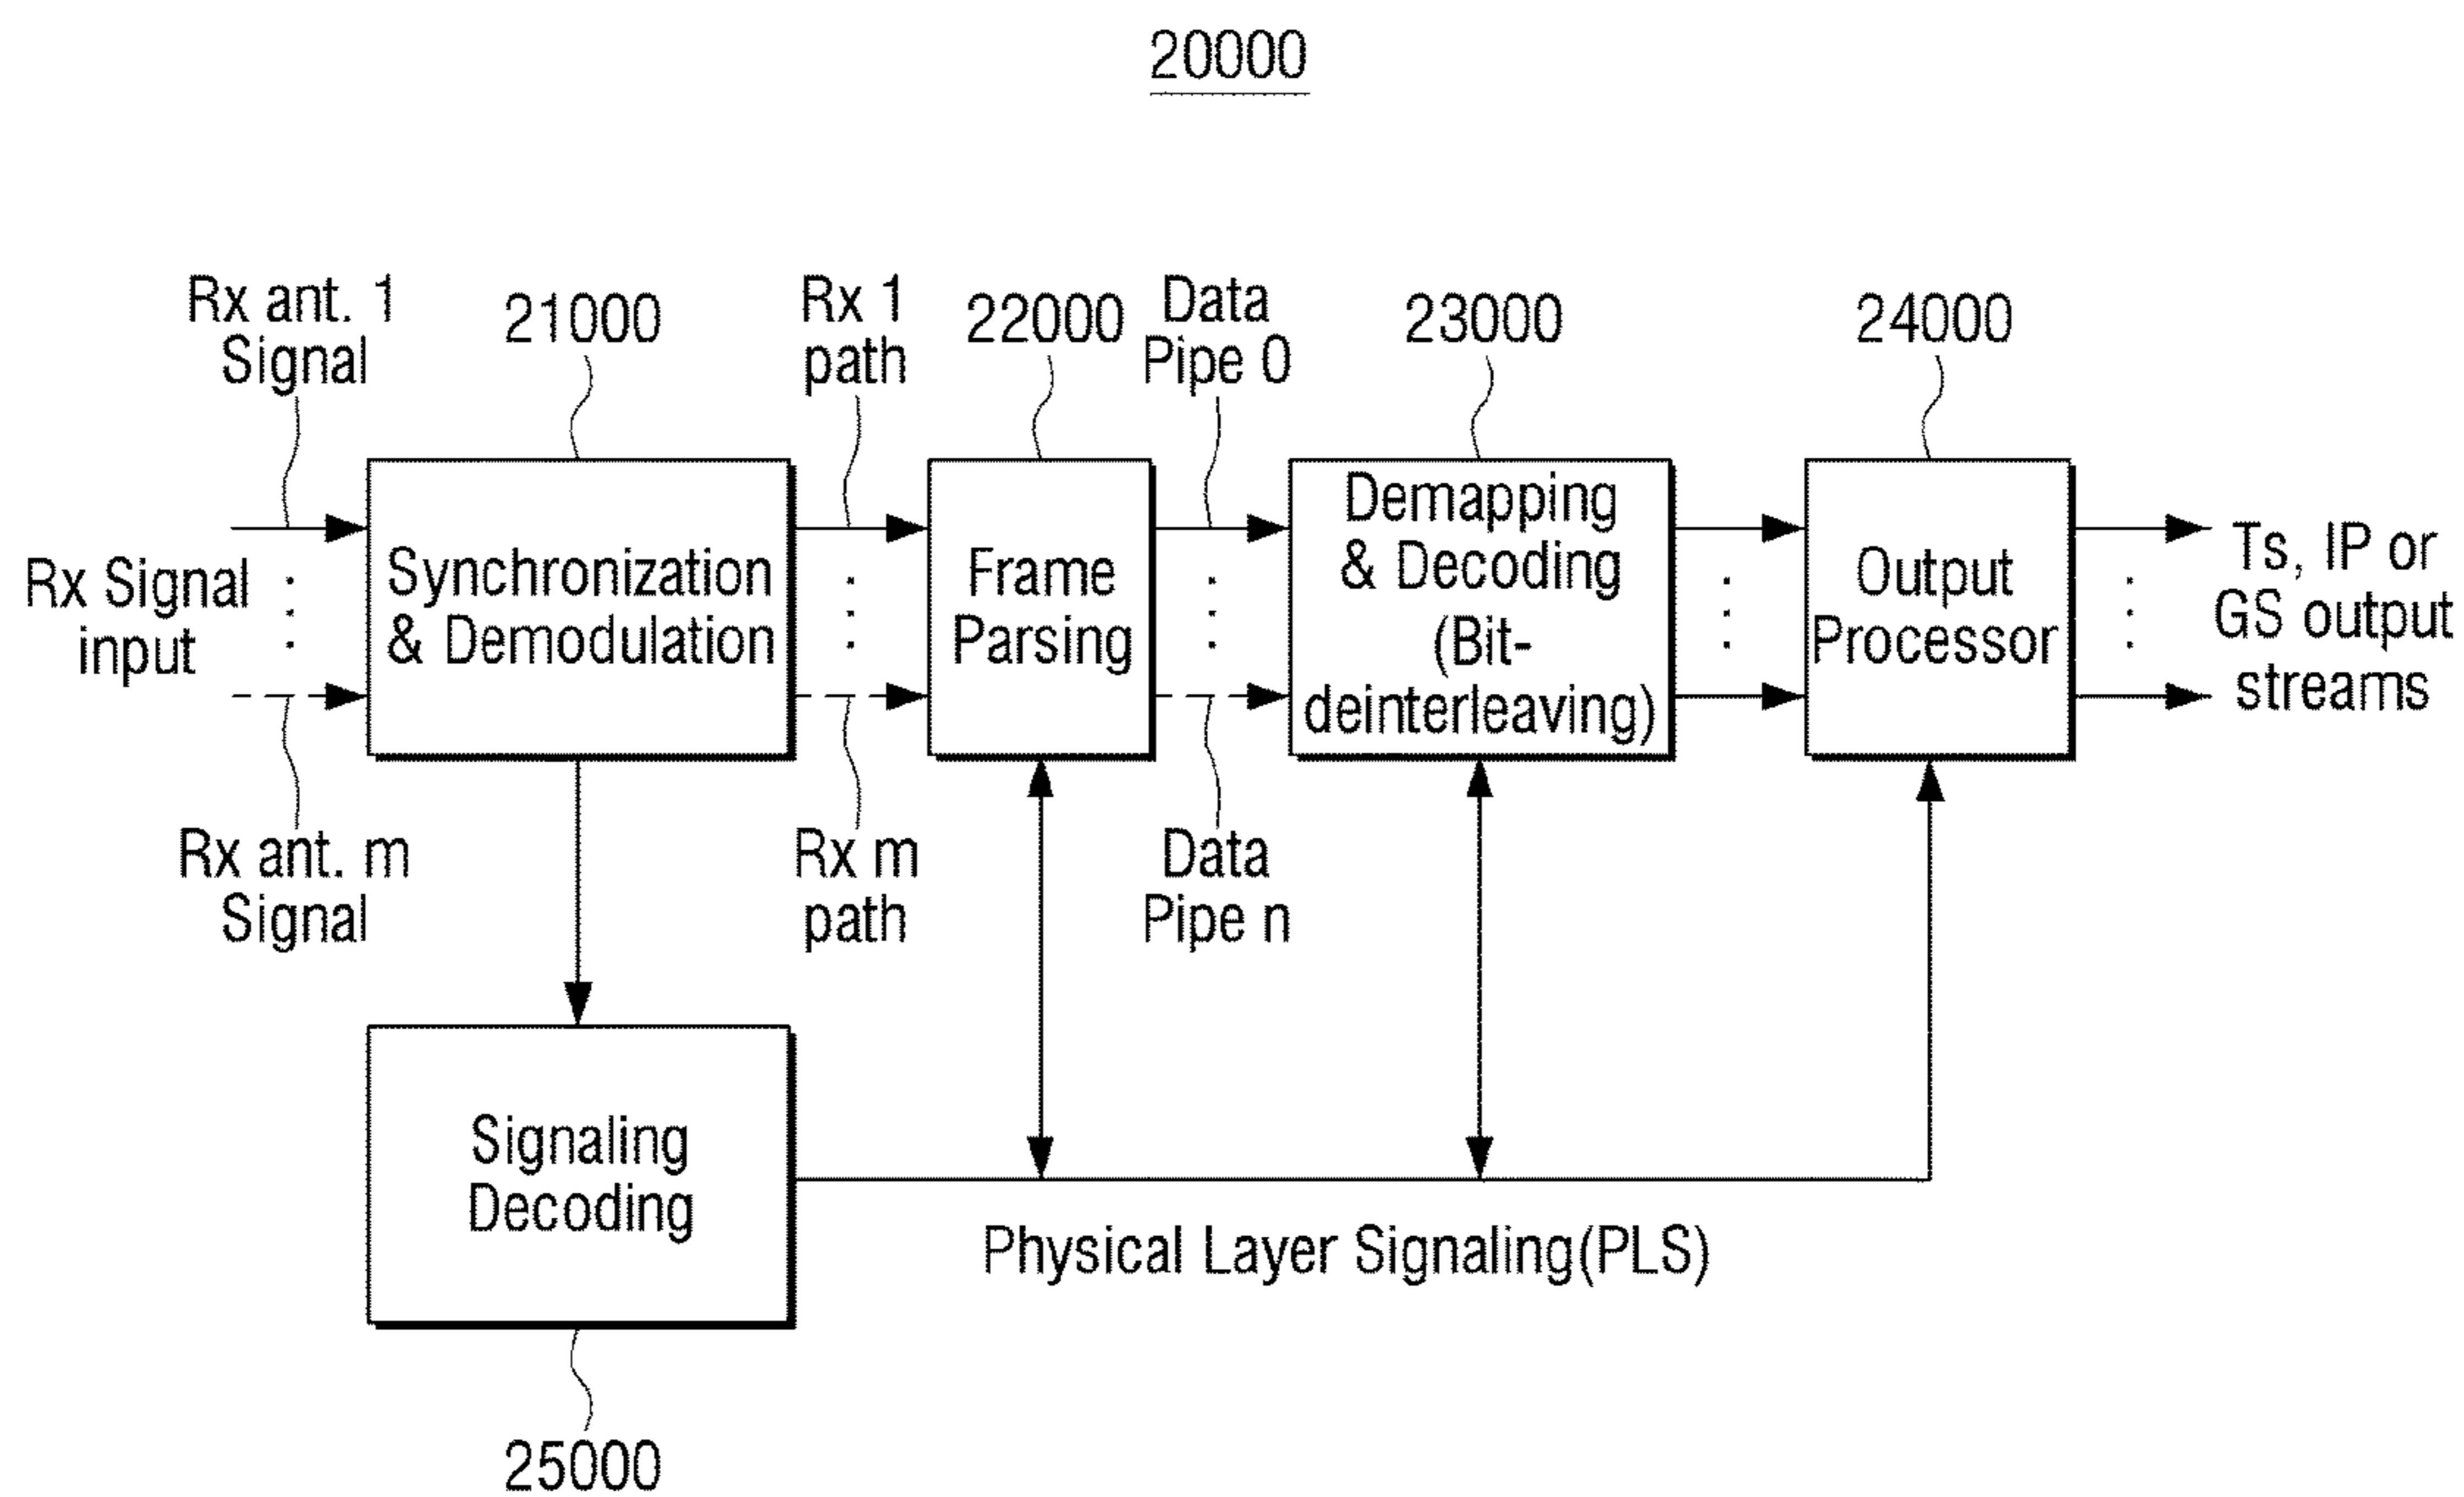 20000
Rx ant. 1
Signal
21000
Rx 1
path
22000
Data
Pipe 0
23000
24000
Rx Signal
input
Synchronization
& Demodulation
Frame
Parsing
Demapping
& Decoding
(Bit-
deinterleaving)
Output
Processor
Ts, IP or
GS output
streams
Rx ant. m
Signal
Rx m
path
Data
Pipe n
Signaling
Decoding
Physical Layer Signaling(PLS)
25000